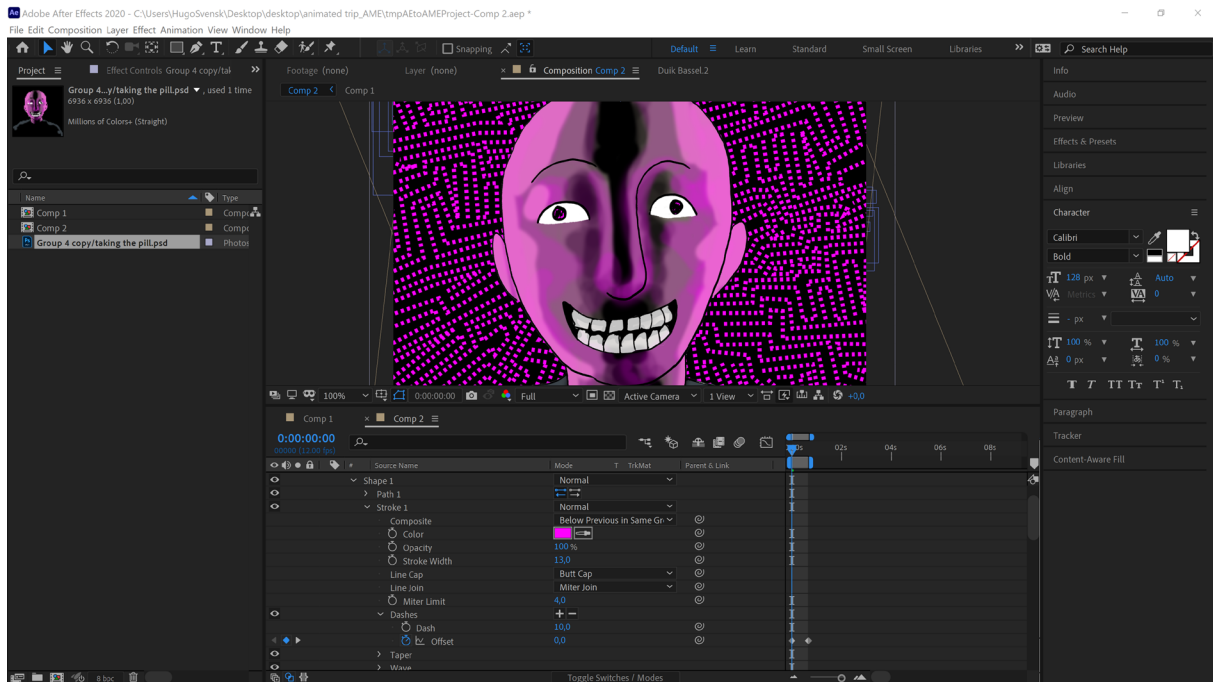 Ae Adobe After Effects 2020 - C:\Users\HugoSvensk\Desktop\desktop\animated trip_AME\tmpAEtoAMEProject-Comp 2.aep *
File Edit Composition Layer Effect Animation View Window Help
Snapping
Default
Learn
Standard
Small Screen
Libraries
Search Help
Project
Effect Controls Group 4 copy/tal
Footage (none)
Layer (none)
Composition Comp 2
Duik Bassel.2
Comp 2
Comp 1
Group 4...y/taking the pill.psd , used 1 time
6936 x 6936 (1,00)
Millions of Colors+ (Straight)
Name
Type
Comp 1
Compc
Comp 2
Compc
Group 4 copy/taking the pill.psd
Photos
8 bpc
100%
0:00:00:00
Full
Active Camera
1 View
+0,0
Info
Audio
Preview
Effects & Presets
Libraries
Align
Character
Calibri
Bold
128 px
Auto
Metrics
0
- px
100 %
100 %
0 px
0 %
T T TT Tr T¹ T₁
Paragraph
Tracker
Content-Aware Fill
Comp 1
Comp 2
0:00:00:00
00000 (12.00 fps)
02s
04s
06s
08s
# Source Name
Mode
T TrkMat
Parent & Link
Shape 1
Normal
Path 1
Stroke 1
Normal
Composite
Below Previous in Same Gr
Color
Opacity
100 %
Stroke Width
13,0
Line Cap
Butt Cap
Line Join
Miter Join
Miter Limit
4,0
Dashes
Dash
10,0
Offset
0,0
Taper
Wave
Toggle Switches / Modes